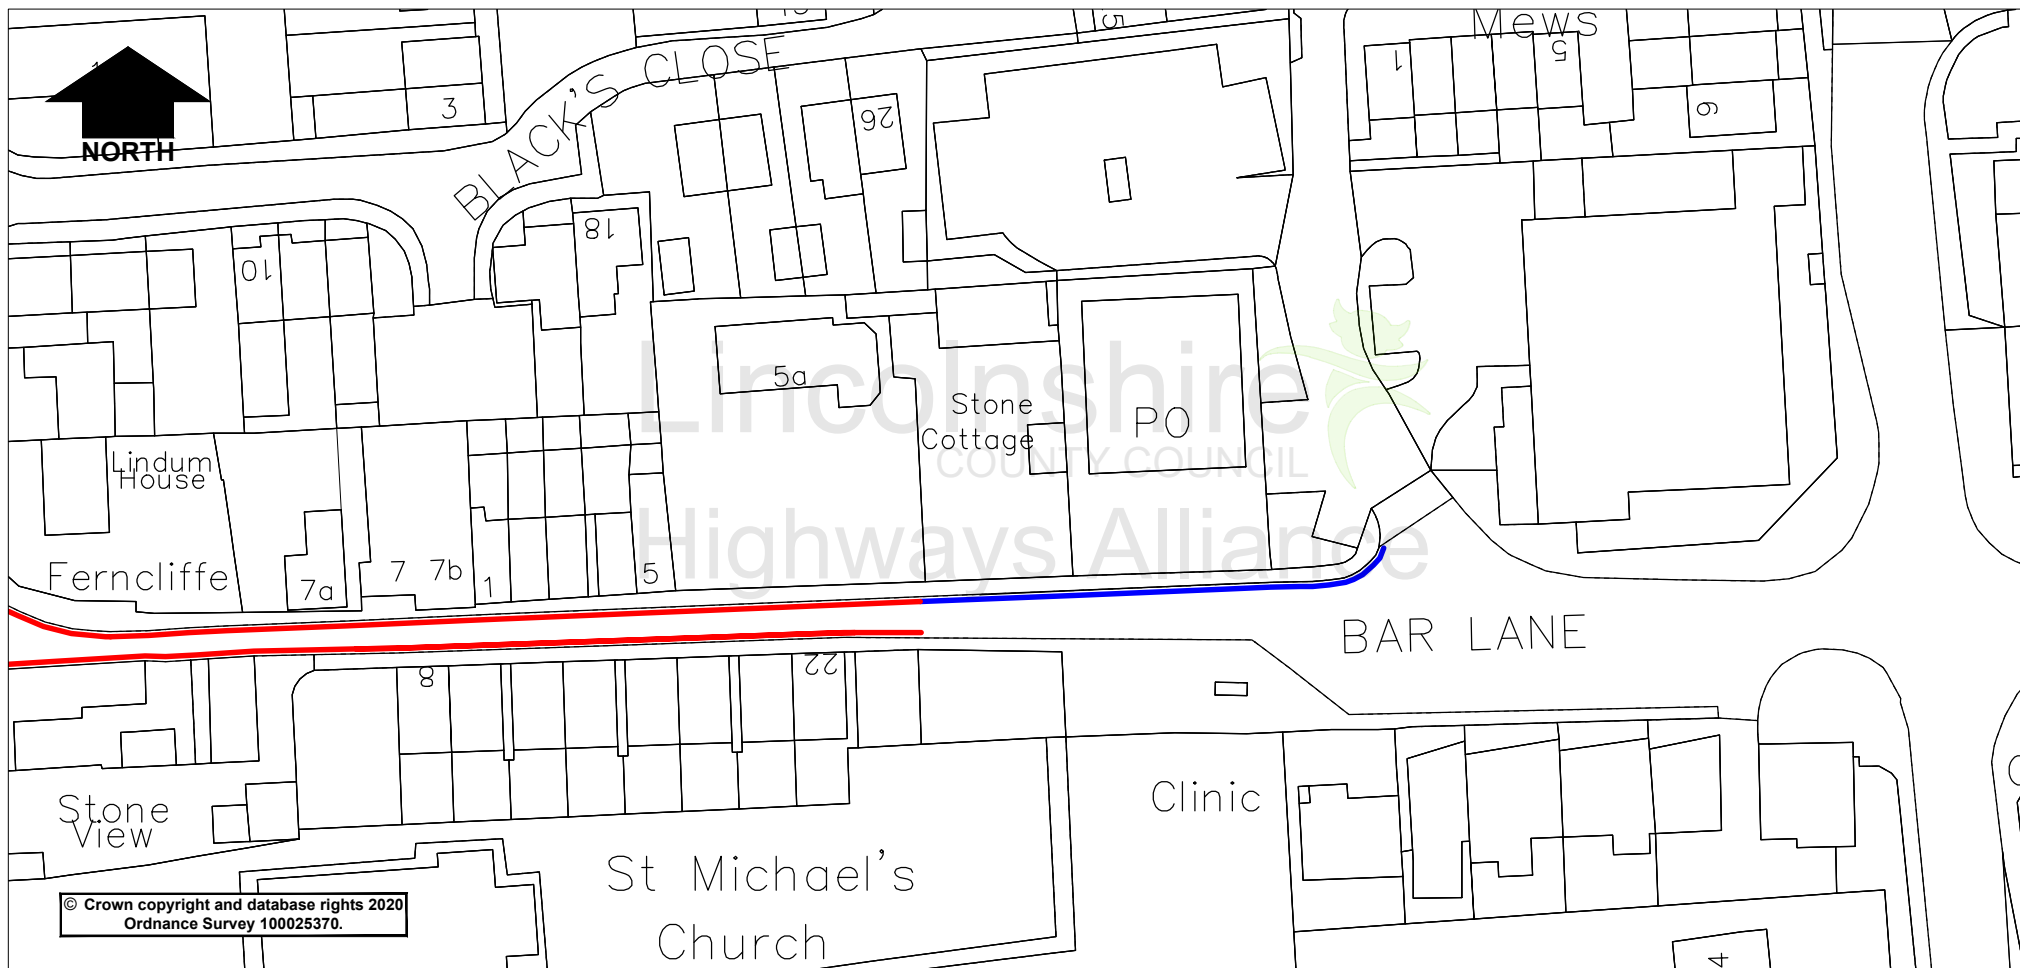 Mews
BLACK'S CLOSE
3
1
5
6
26
NORTH
18
10
Lincolnshire
COUNTY COUNCIL
Highways Alliance
5a
Stone
Cottage
PO
Lindum
House
Ferncliffe
7a
7
7b
1
5
BAR LANE
8
22
Stone
View
Clinic
St Michael's
Church
4
© Crown copyright and database rights 2020
Ordnance Survey 100025370.